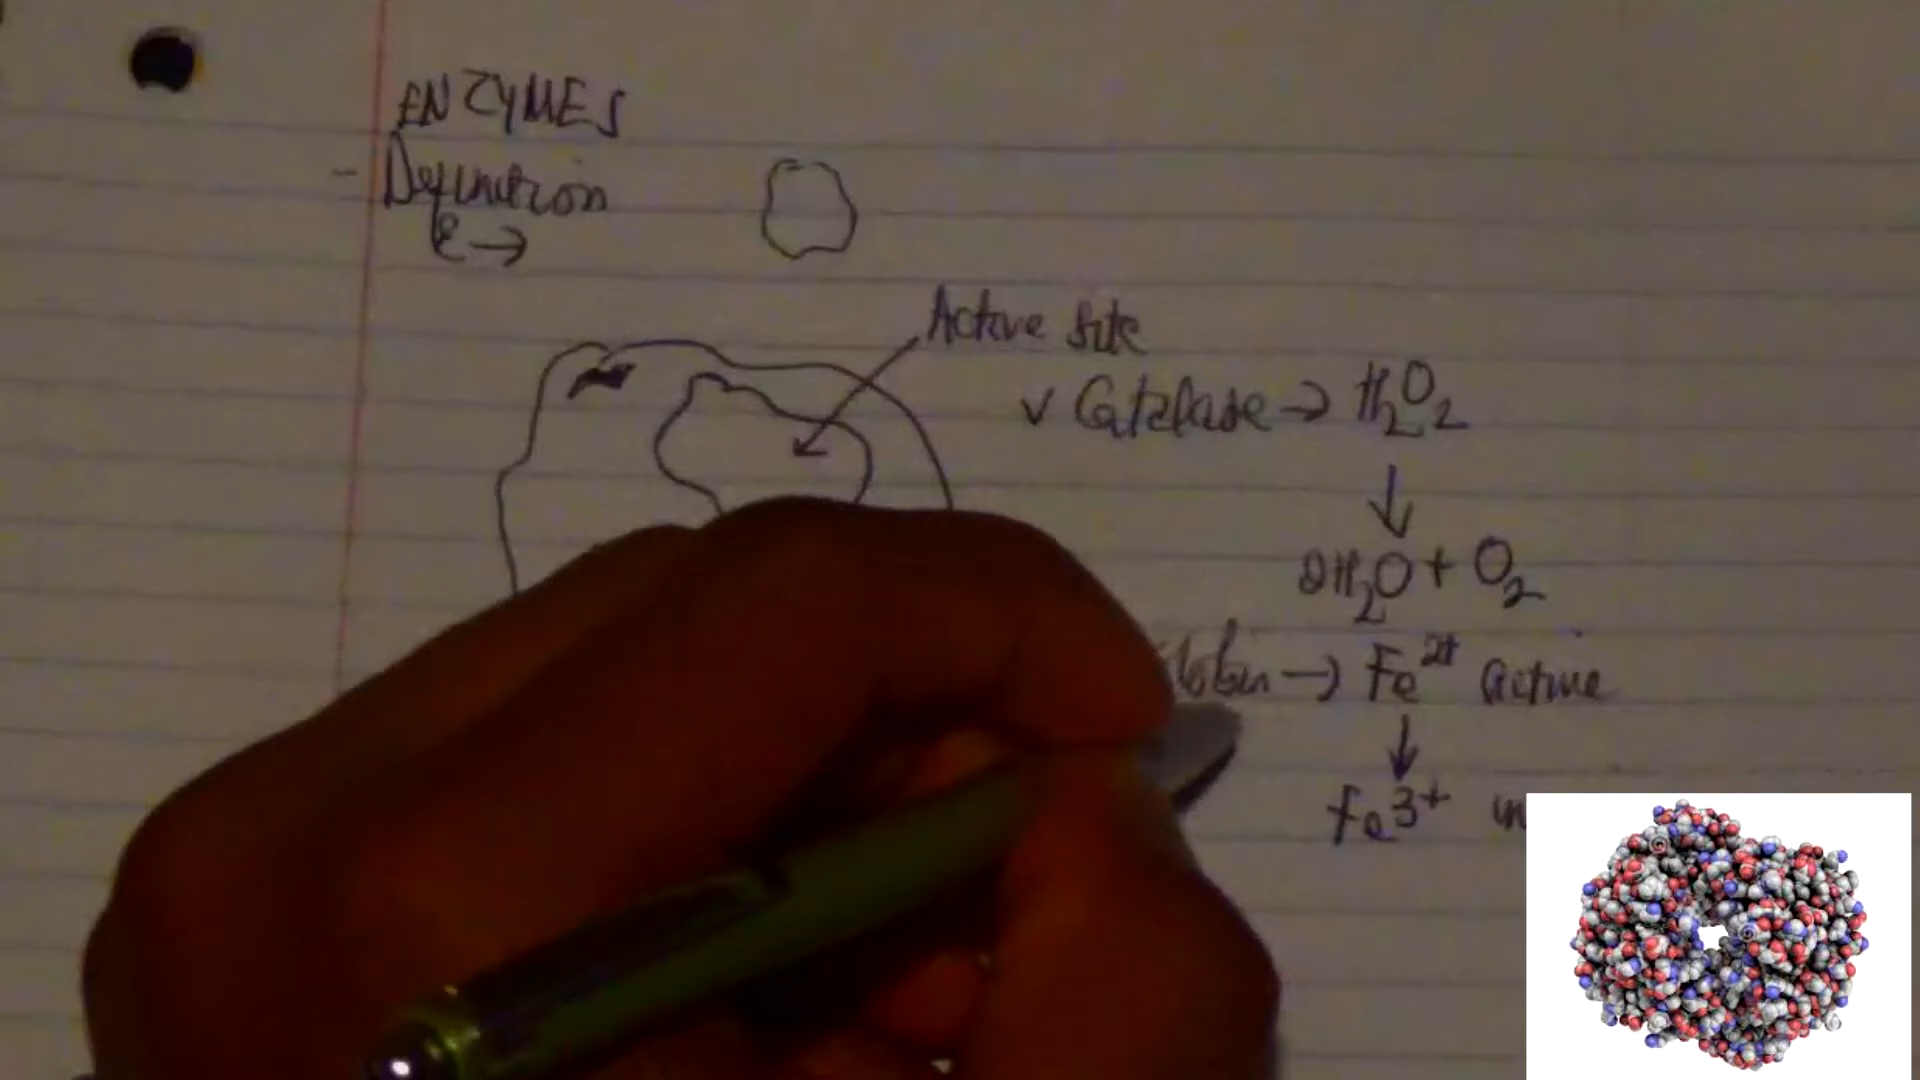 ENZYMES
- Definition
E →
Active site
v Catalase → H₂O₂
↓
2H₂O + O₂
→ Fe²⁺ active
↓
Fe3+